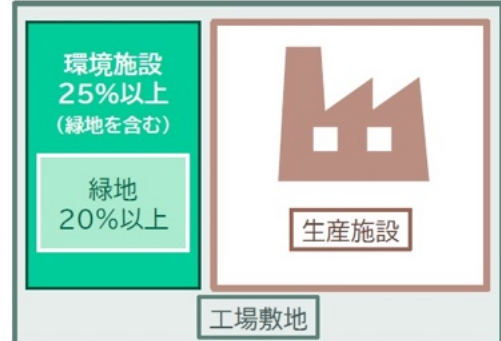 環境施設
25%以上
(緑地を含む)
緑地
20%以上
生産施設
工場敷地